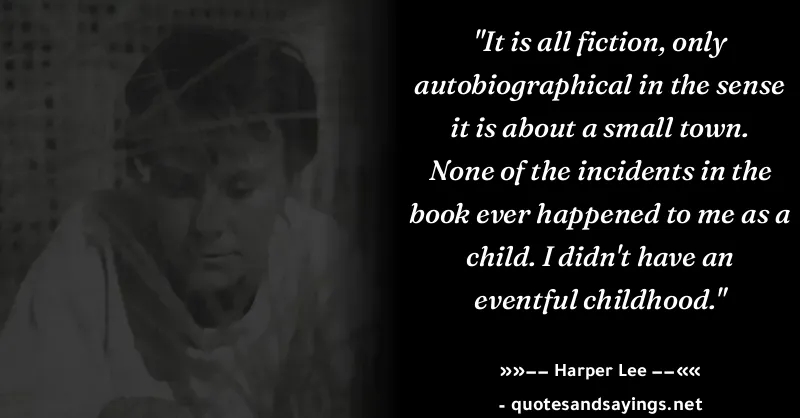 "It is all fiction, only
autobiographical in the sense
it is about a small town.
None of the incidents in the
book ever happened to me as a
child. I didn't have an
eventful childhood."
»»–– Harper Lee ––««
- quotesandsayings.net